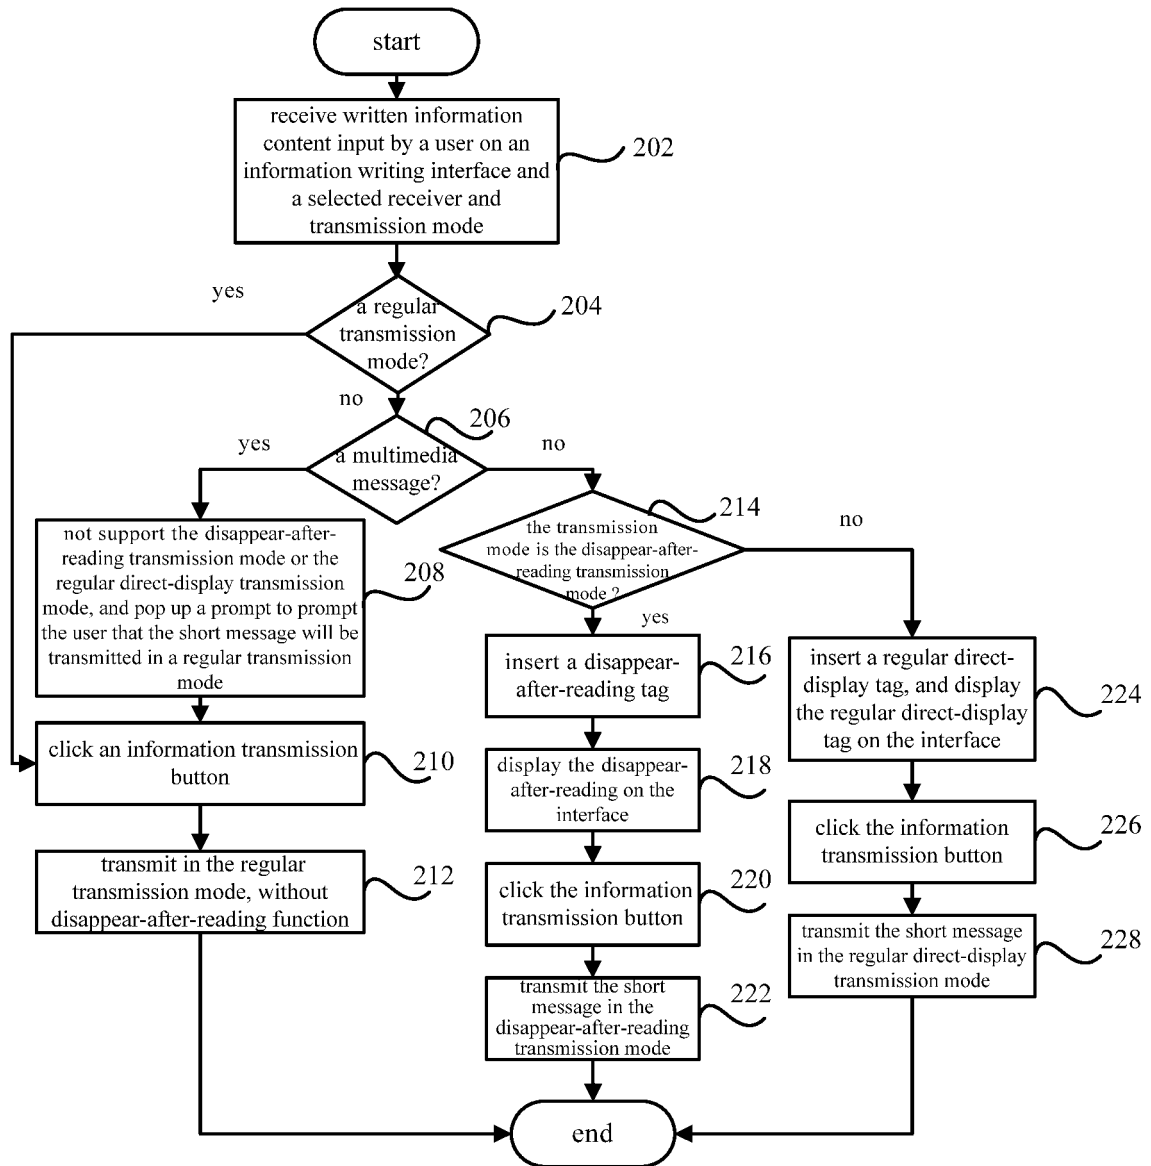 start
receive written information
content input by a user on an
information writing interface and
a selected receiver and
transmission mode
202
yes
a regular
transmission
mode?
204
no
206
yes
a multimedia
message?
no
214
the transmission
mode is the disappear-after-
reading transmission
mode ?
no
yes
not support the disappear-after-
reading transmission mode or the
regular direct-display transmission
mode, and pop up a prompt to prompt
the user that the short message will be
transmitted in a regular transmission
mode
208
click an information transmission
button
210
transmit in the regular
transmission mode, without
disappear-after-reading function
212
insert a disappear-
after-reading tag
216
display the disappear-
after-reading on the
interface
218
click the information
transmission button
220
transmit the short
message in the
disappear-after-reading
transmission mode
222
insert a regular direct-
display tag, and display
the regular direct-display
tag on the interface
224
click the information
transmission button
226
transmit the short message
in the regular direct-display
transmission mode
228
end